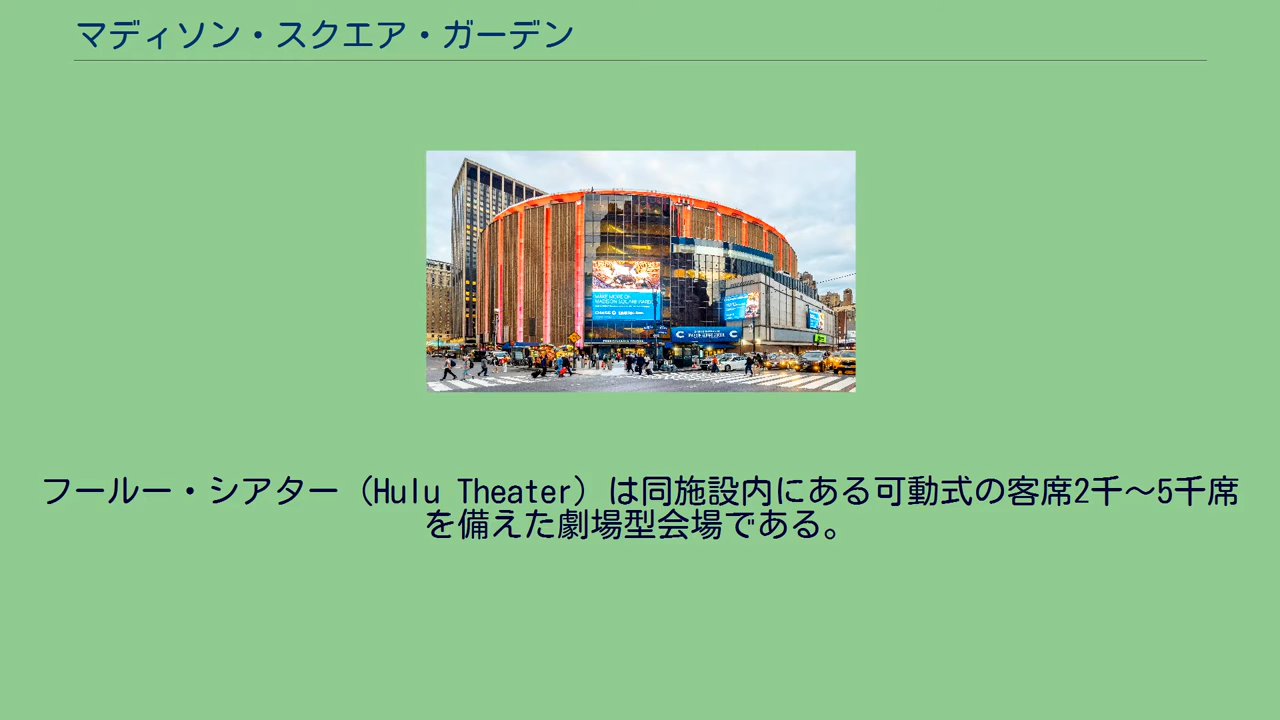 マディソン・スクエア・ガーデン
フールー・シアター（Hulu Theater）は同施設内にある可動式の客席2千～5千席
を備えた劇場型会場である。